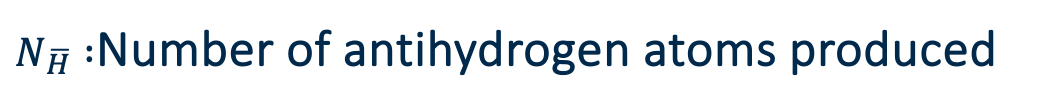 N_H̅ :Number of antihydrogen atoms produced